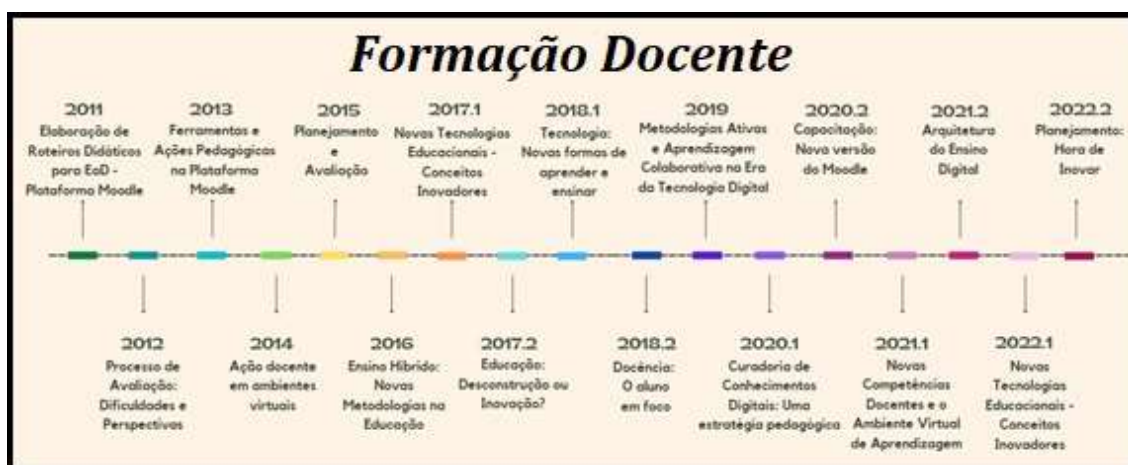 Formação Docente
2011
Elaboração de
Roteiros Didáticos
para EaD -
Plataforma Moodle
2013
Ferramentas e
Ações Pedagógicas
na Plataforma
Moodle
2015
Planejamento
e
Avaliação
2017.1
Novas Tecnologias
Educacionais -
Conceitos
Inovadores
2018.1
Tecnologia:
Novas formas de
aprender e
ensinar
2019
Metodologias Ativas
e Aprendizagem
Colaborativa na Era
da Tecnologia Digital
2020.2
Capacitação:
Nova versão
do Moodle
2021.2
Arquitetura
do Ensino
Digital
2022.2
Planejamento:
Hora de
Inovar
2012
Processo de
Avaliação:
Dificuldades e
Perspectivas
2014
Ação docente
em ambientes
virtuais
2016
Ensino Híbrido:
Novas
Metodologias na
Educação
2017.2
Educação:
Desconstrução ou
Inovação?
2018.2
Docência:
O aluno
em foco
2020.1
Curadoria de
Conhecimentos
Digitais: Uma
estratégia pedagógica
2021.1
Novas
Competências
Docentes e o
Ambiente Virtual
de Aprendizagem
2022.1
Novas
Tecnologias
Educacionais -
Conceitos
Inovadores